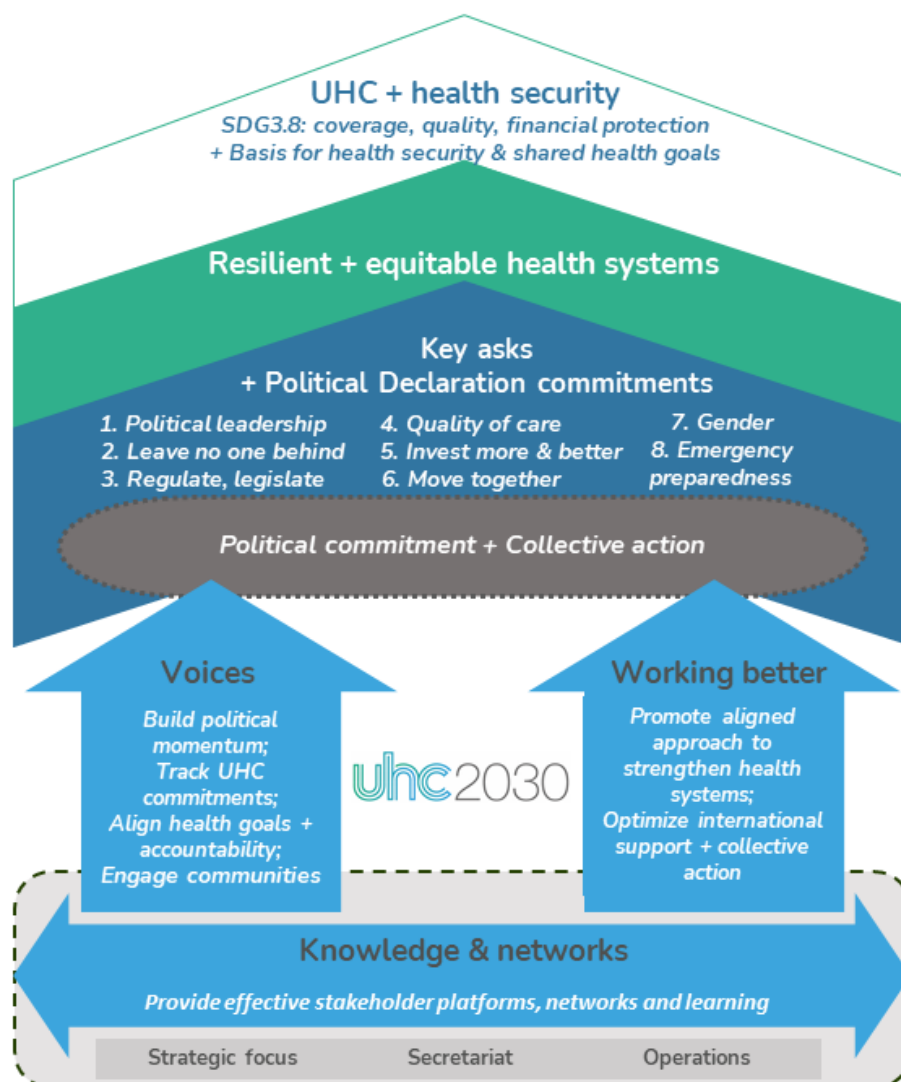 UHC + health security
SDG3.8: coverage, quality, financial protection
+ Basis for health security & shared health goals
Resilient + equitable health systems
Key asks
+ Political Declaration commitments
1. Political leadership
2. Leave no one behind
3. Regulate, legislate
4. Quality of care
5. Invest more & better
6. Move together
7. Gender
8. Emergency
preparedness
Political commitment + Collective action
Voices
Build political
momentum;
Track UHC
commitments;
Align health goals +
accountability;
Engage communities
uhc2030
Working better
Promote aligned
approach to
strengthen health
systems;
Optimize international
support + collective
action
Knowledge & networks
Provide effective stakeholder platforms, networks and learning
Strategic focus
Secretariat
Operations